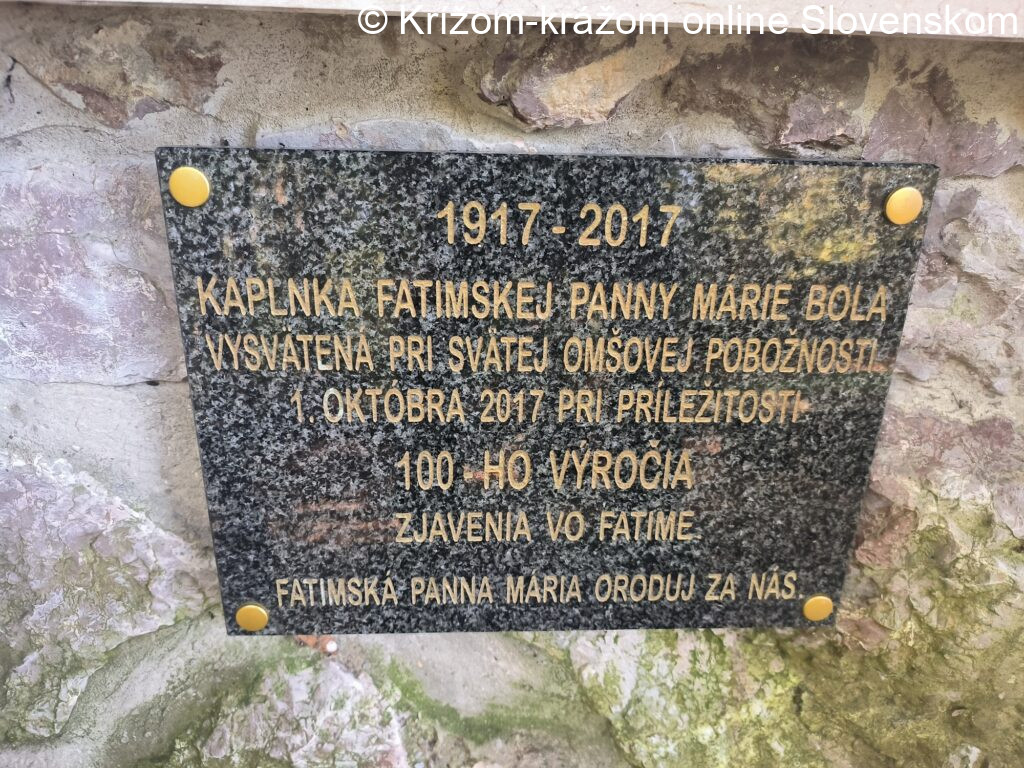 © Krížom-krážom online Slovenskom
1917 - 2017
KAPLNKA FATIMSKEJ PANNY MÁRIE BOLA
VYSVÄTENÁ PRI SVÄTEJ OMŠOVEJ POBOŽNOSTI
1. OKTÓBRA 2017 PRI PRÍLEŽITOSTI
100 - HO VÝROČIA
ZJAVENIA VO FATIME.
FATIMSKÁ PANNA MÁRIA ORODUJ ZA NÁS.